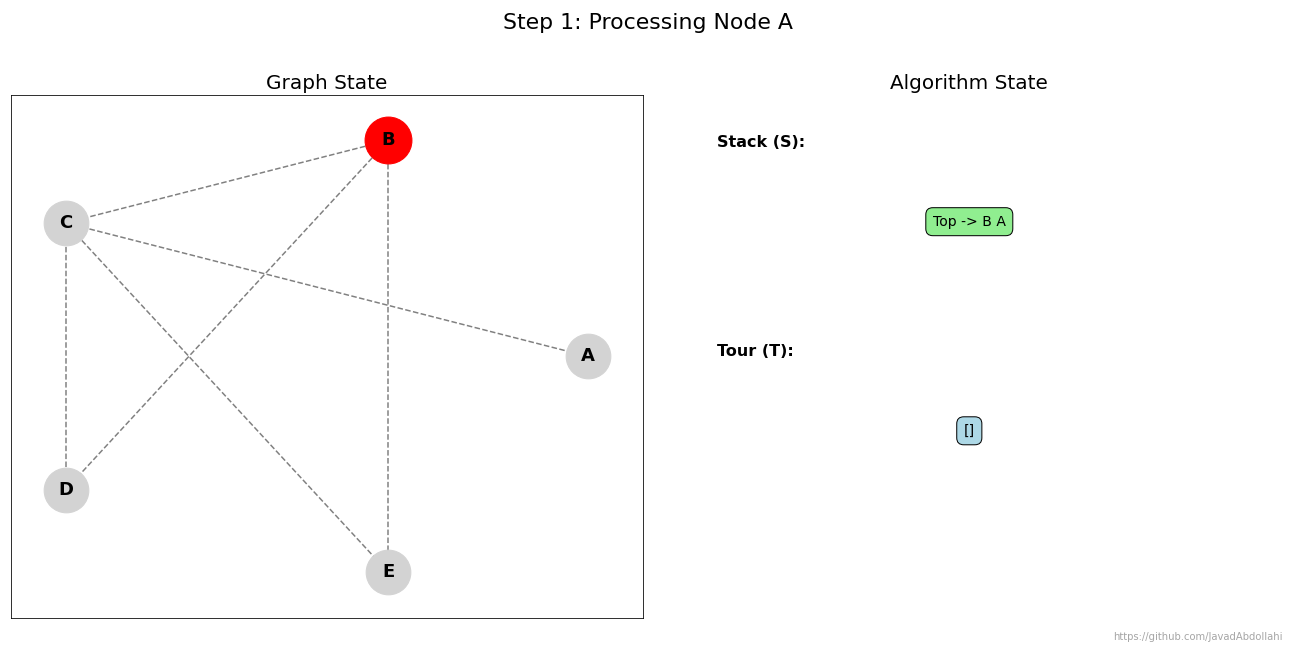 Step 1: Processing Node A
Graph State
B
C
A
D
E
Algorithm State
Stack (S):
Top -> B A
Tour (T):
[]
https://github.com/JavadAbdollahi